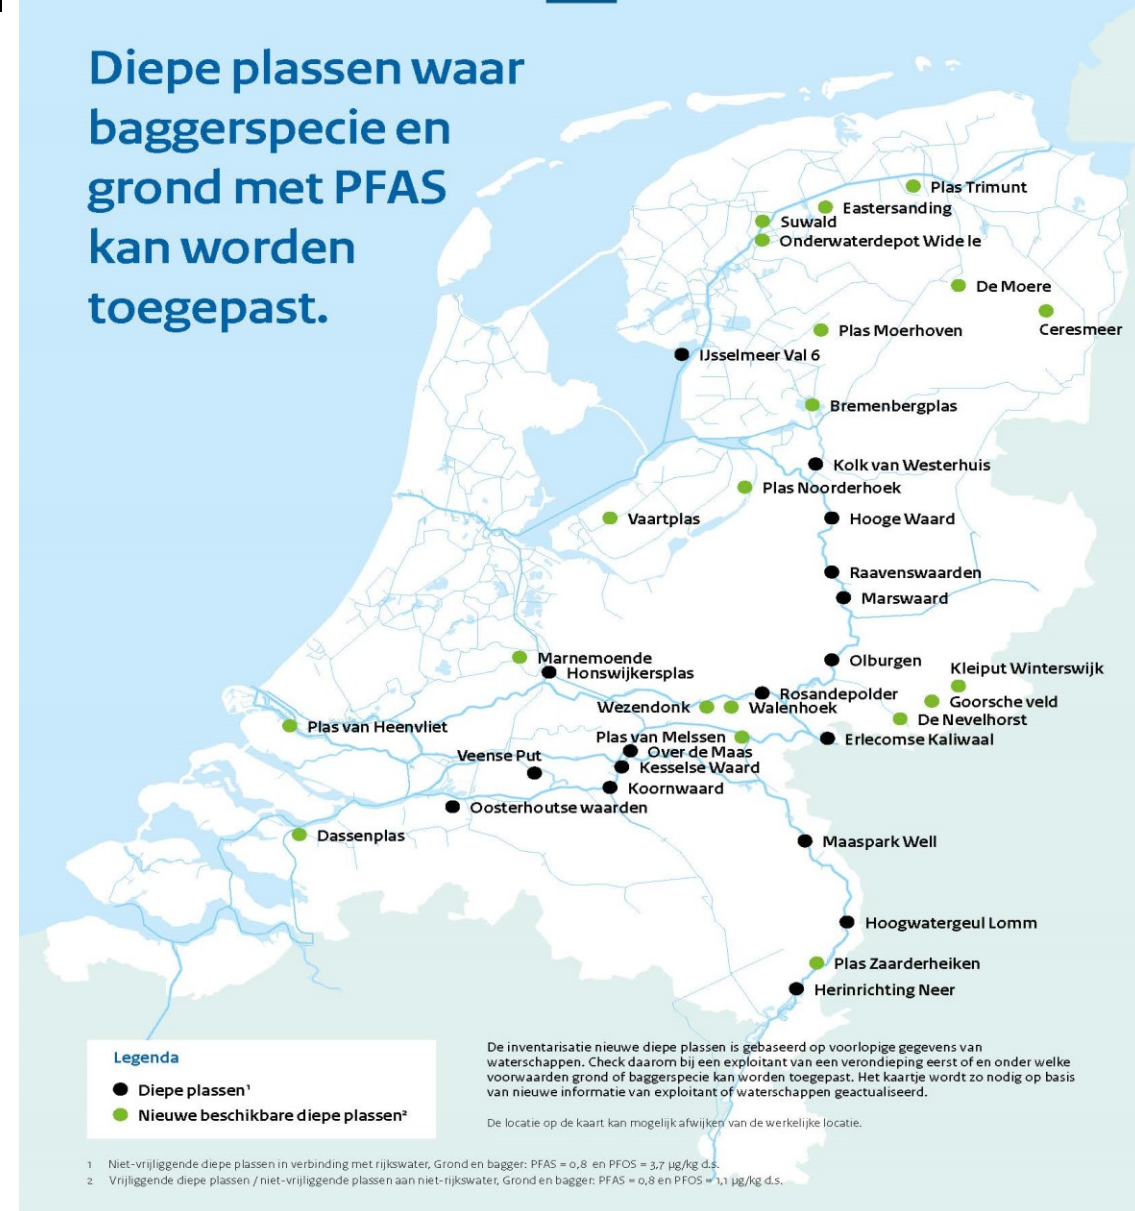 Diepe plassen waar
baggerspecie en
grond met PFAS
kan worden
toegepast.
Plas Trimunt
Eastersanding
Suwald
Onderwaterdepot Wide le
De Moere
Ceresmeer
Plas Moerhoven
IJsselmeer Val 6
Bremenbergplas
Kolk van Westerhuis
Plas Noorderhoek
Vaartplas
Hooge Waard
Raavenswaarden
Marswaard
Marnemoende
Honswijkersplas
Olburgen
Kleiput Winterswijk
Rosandepolder
Goorsche veld
Wezendonk
Walenhoek
De Nevelhorst
Plas van Heenvliet
Plas van Melssen
Erlecomse Kaliwaal
Over de Maas
Veense Put
Kesselse Waard
Koornwaard
Oosterhoutse waarden
Dassenplas
Maaspark Well
Hoogwatergeul Lomm
Plas Zaarderheiken
Herinrichting Neer
Legenda
Diepe plassen¹
Nieuwe beschikbare diepe plassen²
De inventarisatie nieuwe diepe plassen is gebaseerd op voorlopige gegevens van
waterschappen. Check daarom bij een exploitant van een verondieping eerst of en onder welke
voorwaarden grond of baggerspecie kan worden toegepast. Het kaartje wordt zo nodig op basis
van nieuwe informatie van exploitant of waterschappen geactualiseerd.
De locatie op de kaart kan mogelijk afwijken van de werkelijke locatie.
1 Niet-vrijliggende diepe plassen in verbinding met rijkswater, Grond en bagger: PFAS = 0,8 en PFOS = 3,7 µg/kg d.s.
2 Vrijliggende diepe plassen / niet-vrijliggende plassen aan niet-rijkswater, Grond en bagger: PFAS = 0,8 en PFOS = 1,1 µg/kg d.s.